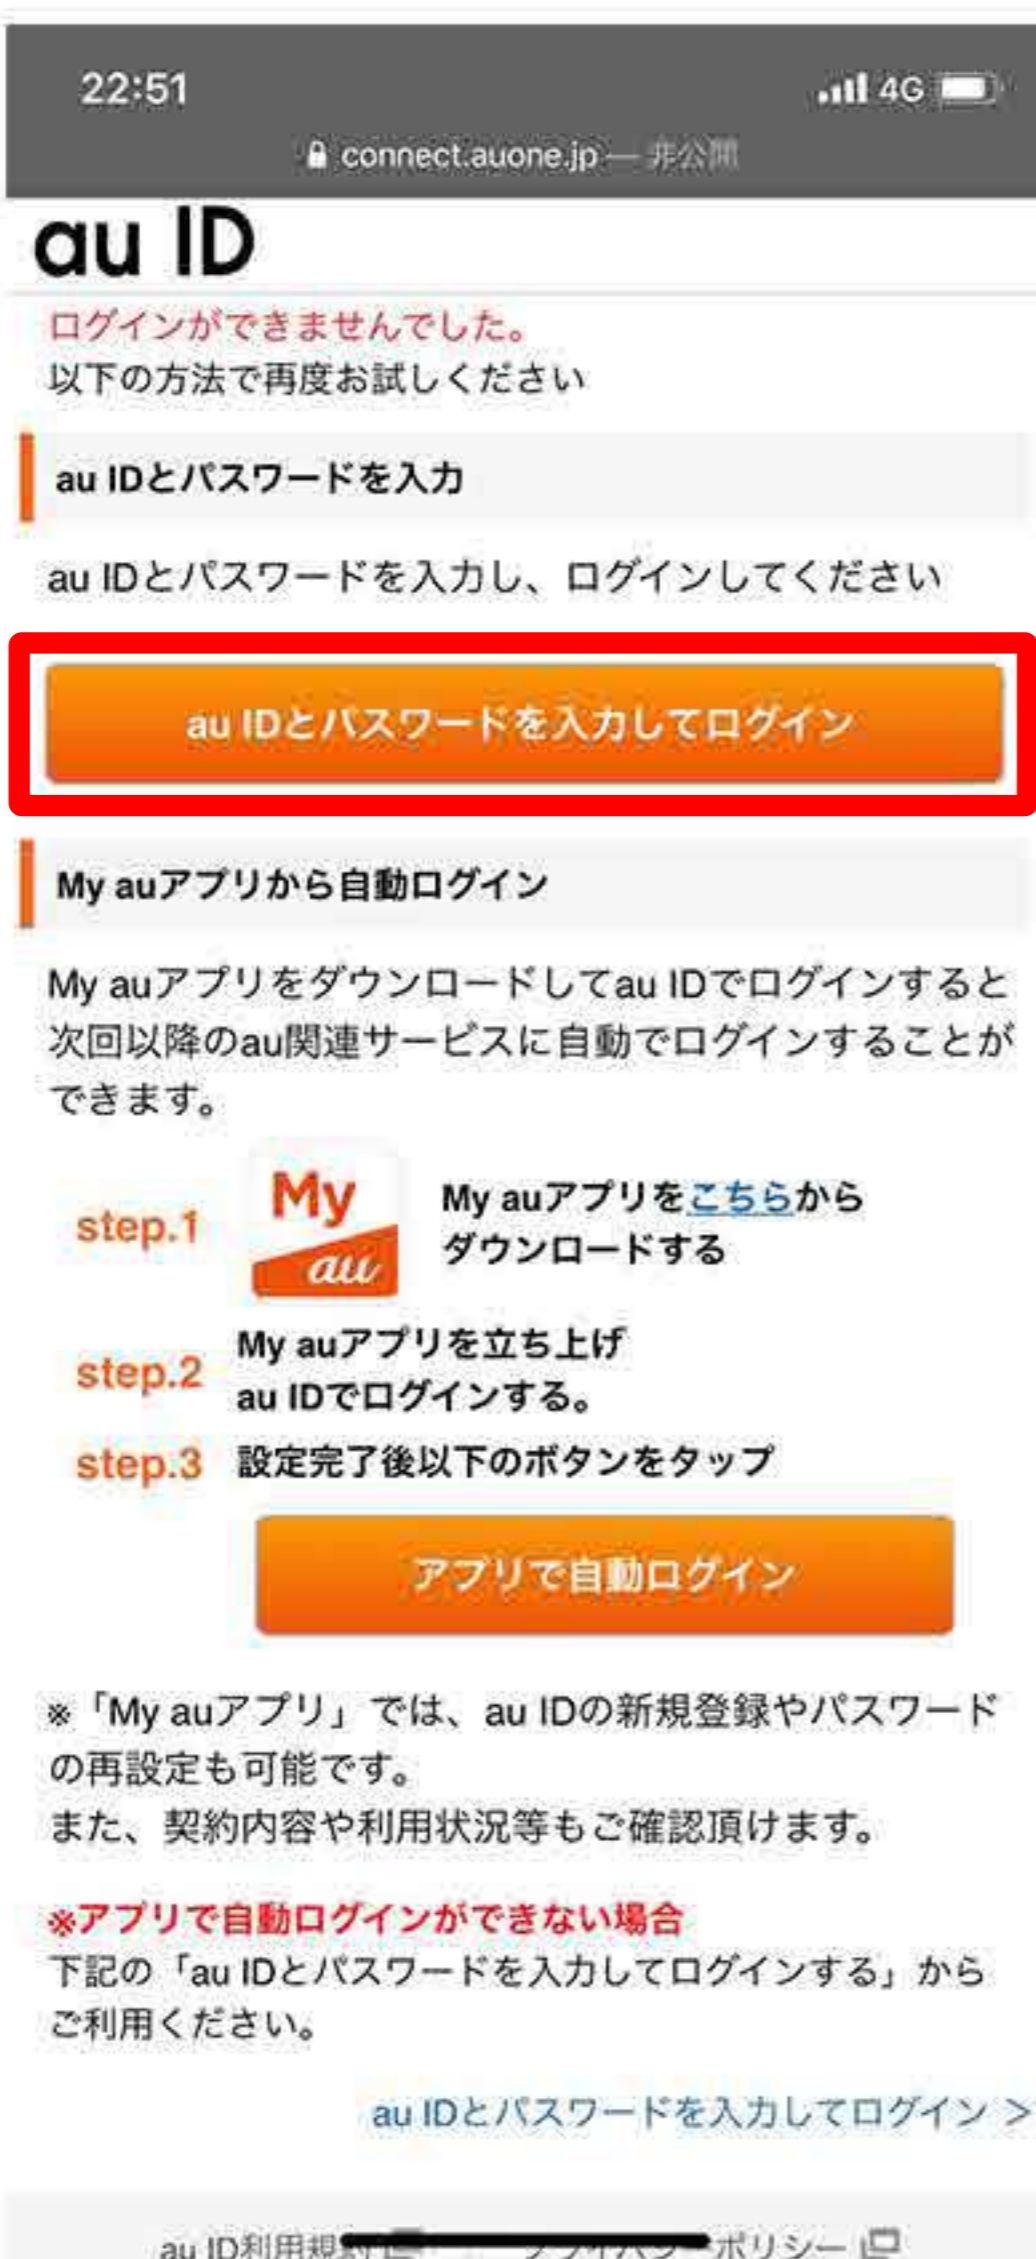 22:51
4G
connect.auone.jp — 非公開
au ID
ログインができませんでした。
以下の方法で再度お試しください
au IDとパスワードを入力
au IDとパスワードを入力し、ログインしてください
au IDとパスワードを入力してログイン
My auアプリから自動ログイン
My auアプリをダウンロードしてau IDでログインすると
次回以降のau関連サービスに自動でログインすることが
できます。
step.1
My
au
My auアプリをこちらから
ダウンロードする
step.2
My auアプリを立ち上げ
au IDでログインする。
step.3 設定完了後以下のボタンをタップ
アプリで自動ログイン
※「My auアプリ」では、au IDの新規登録やパスワード
の再設定も可能です。
また、契約内容や利用状況等もご確認頂けます。
※アプリで自動ログインができない場合
下記の「au IDとパスワードを入力してログインする」から
ご利用ください。
au IDとパスワードを入力してログイン >
au ID利用規 ポリシー